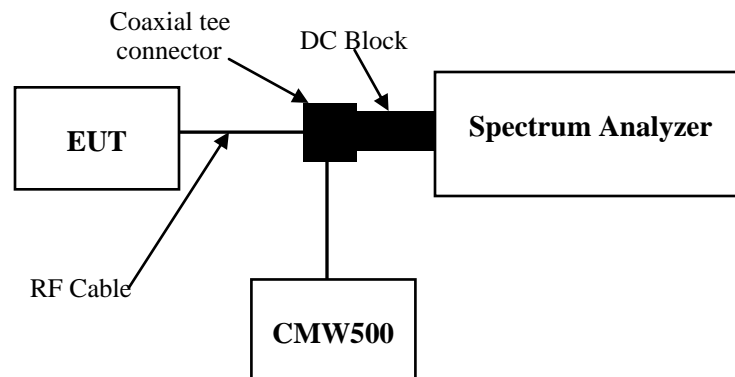 Coaxial tee
connector
DC Block
EUT
Spectrum Analyzer
RF Cable
CMW500